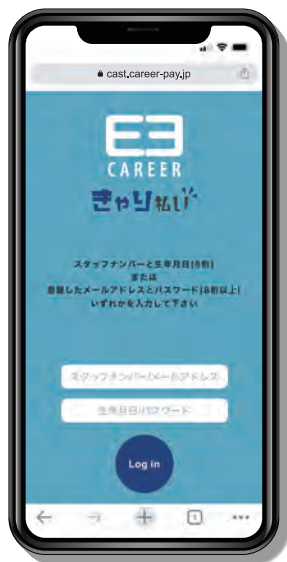 cast.career-pay.jp
E3
CAREER
きゃり払い
スタッフナンバーと生年月日(8桁)
または
登録したメールアドレスとパスワード(8桁以上)
いずれかを入力して下さい
スタッフナンバー/メールアドレス
生年月日/パスワード
Log in
1